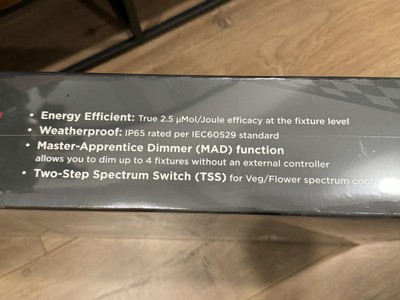 • Energy Efficient: True 2.5 µMol/Joule efficacy at the fixture level
• Weatherproof: IP65 rated per IEC60529 standard
• Master-Apprentice Dimmer (MAD) function
allows you to dim up to 4 fixtures without an external controller
• Two-Step Spectrum Switch (TSS) for Veg/Flower spectrum